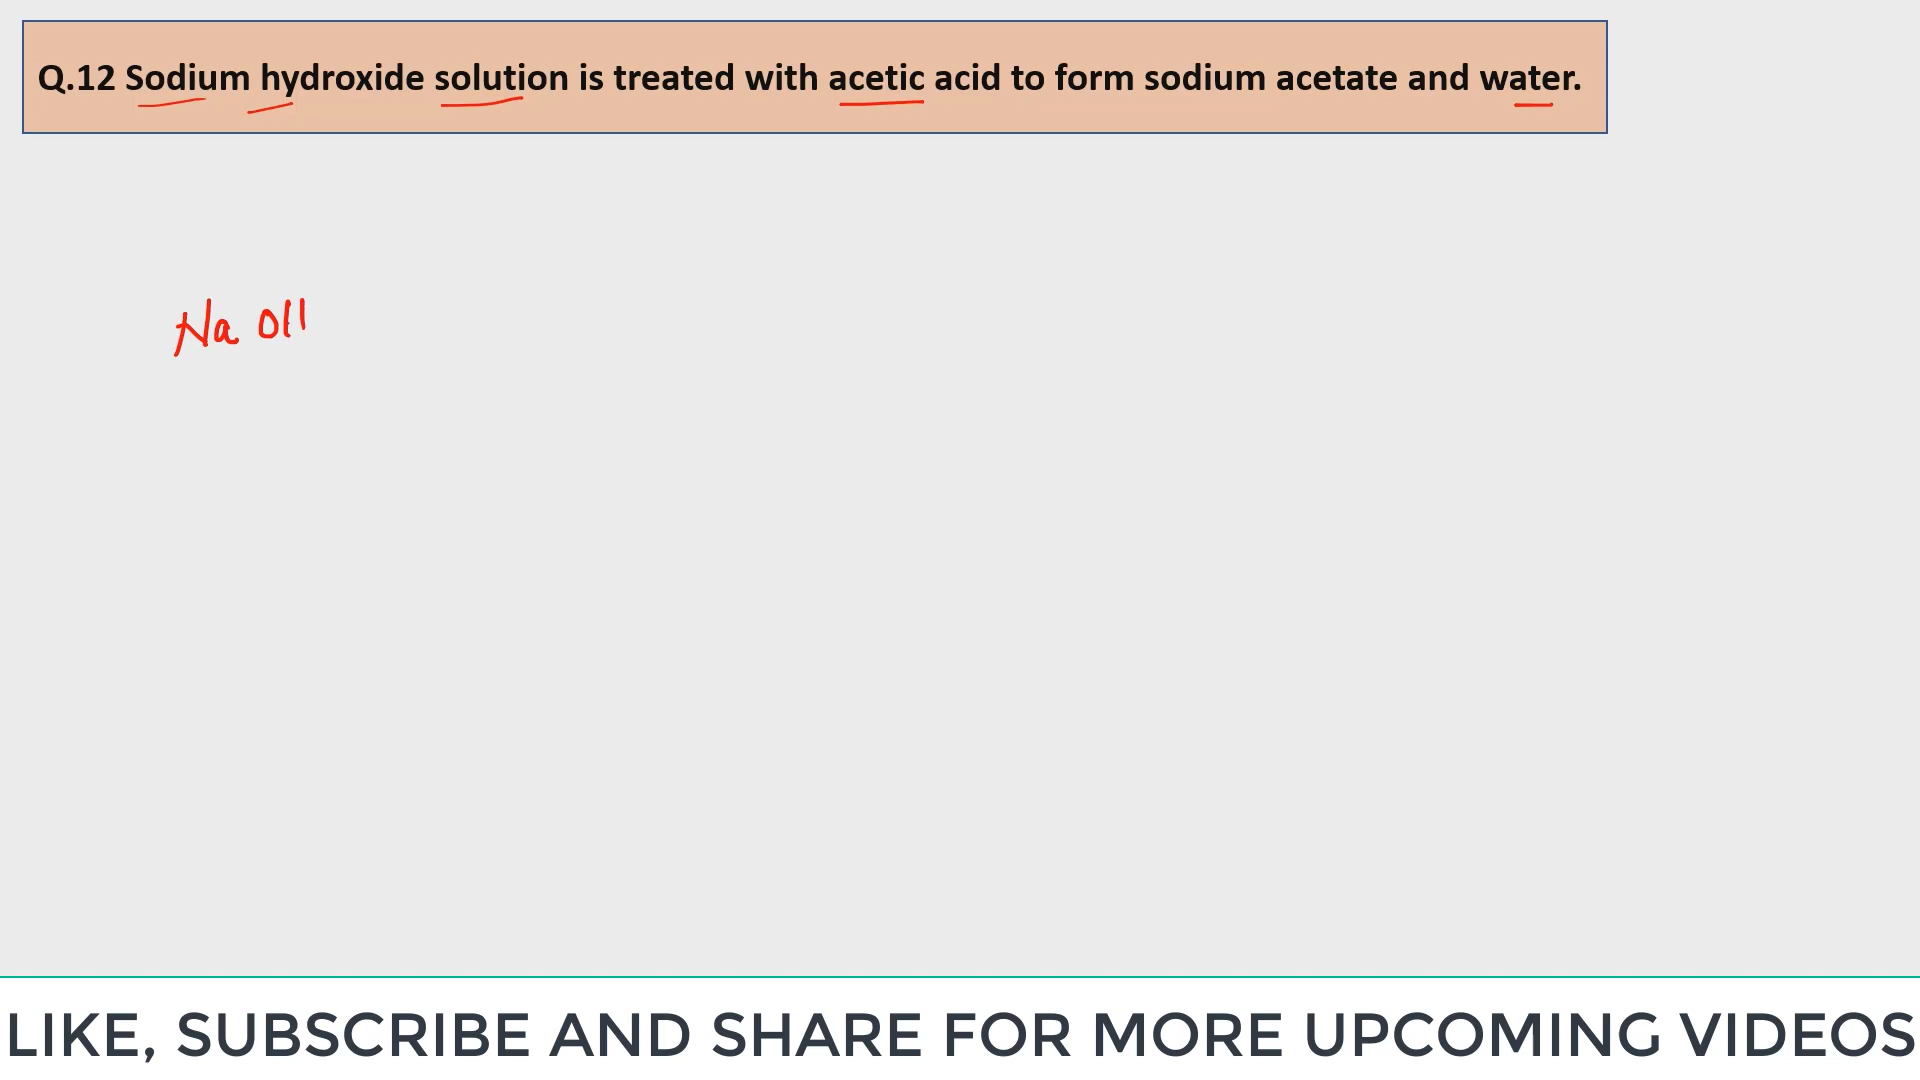 Q.12 Sodium hydroxide solution is treated with acetic acid to form sodium acetate and water.
Na OH
LIKE, SUBSCRIBE AND SHARE FOR MORE UPCOMING VIDEOS